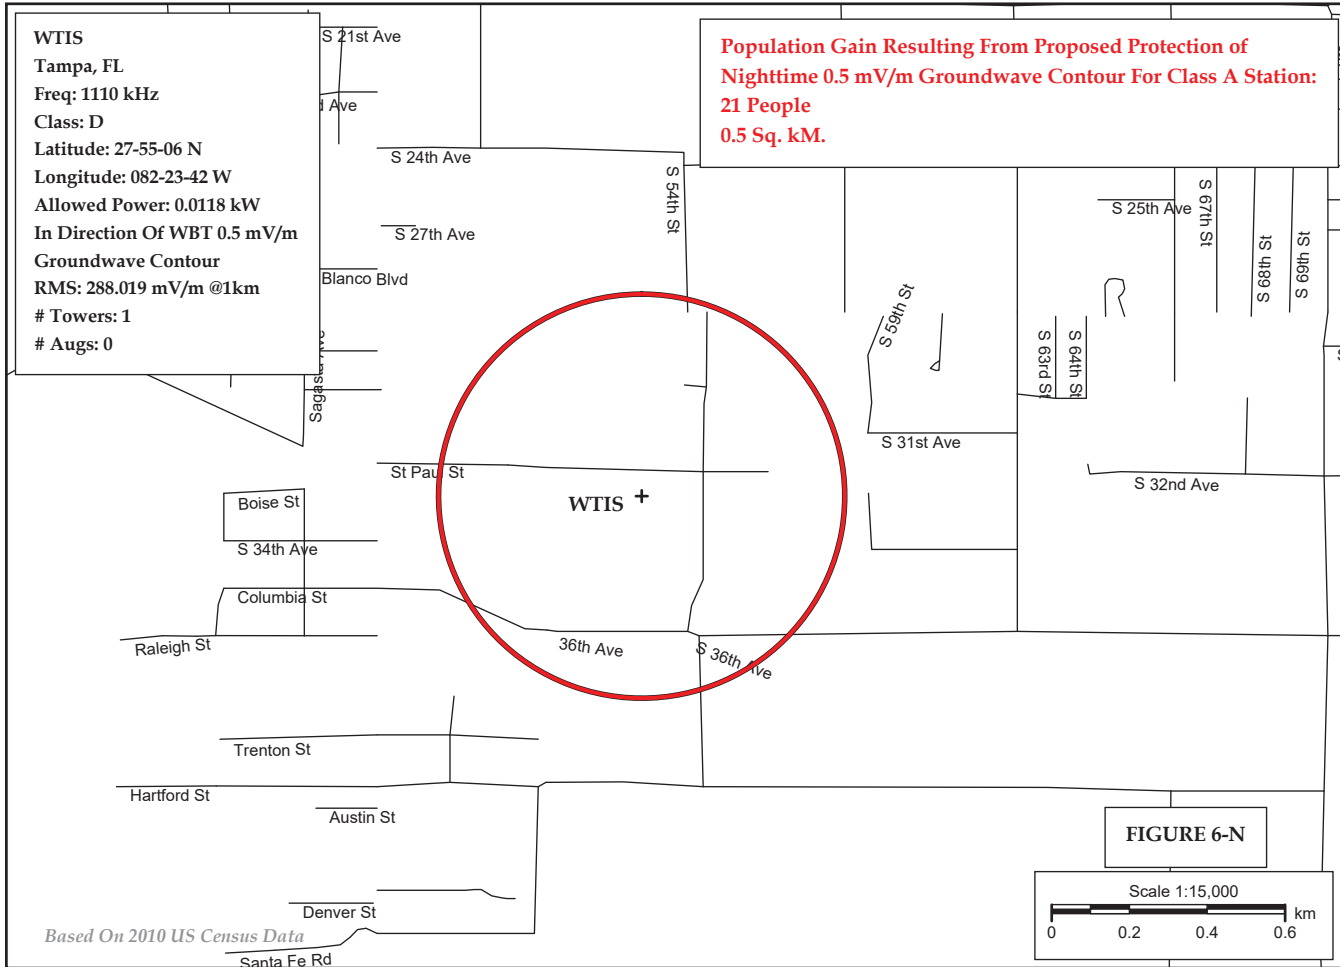 WTIS
Tampa, FL
Freq: 1110 kHz
Class: D
Latitude: 27-55-06 N
Longitude: 082-23-42 W
Allowed Power: 0.0118 kW
In Direction Of WBT 0.5 mV/m
Groundwave Contour
RMS: 288.019 mV/m @1km
# Towers: 1
# Augs: 0
Population Gain Resulting From Proposed Protection of
Nighttime 0.5 mV/m Groundwave Contour For Class A Station:
21 People
0.5 Sq. kM.
S 21st Ave
d Ave
S 24th Ave
S 27th Ave
Blanco Blvd
Sagasta Ave
S 54th St
S 25th Ave
S 67th St
S 68th St
S 69th St
S 59th St
S 63rd St
S 64th St
S 31st Ave
S 32nd Ave
St Paul St
WTIS
Boise St
S 34th Ave
Columbia St
Raleigh St
36th Ave
S 36th Ave
Trenton St
Hartford St
Austin St
Denver St
Santa Fe Rd
Based On 2010 US Census Data
FIGURE 6-N
Scale 1:15,000
km
0 0.2 0.4 0.6